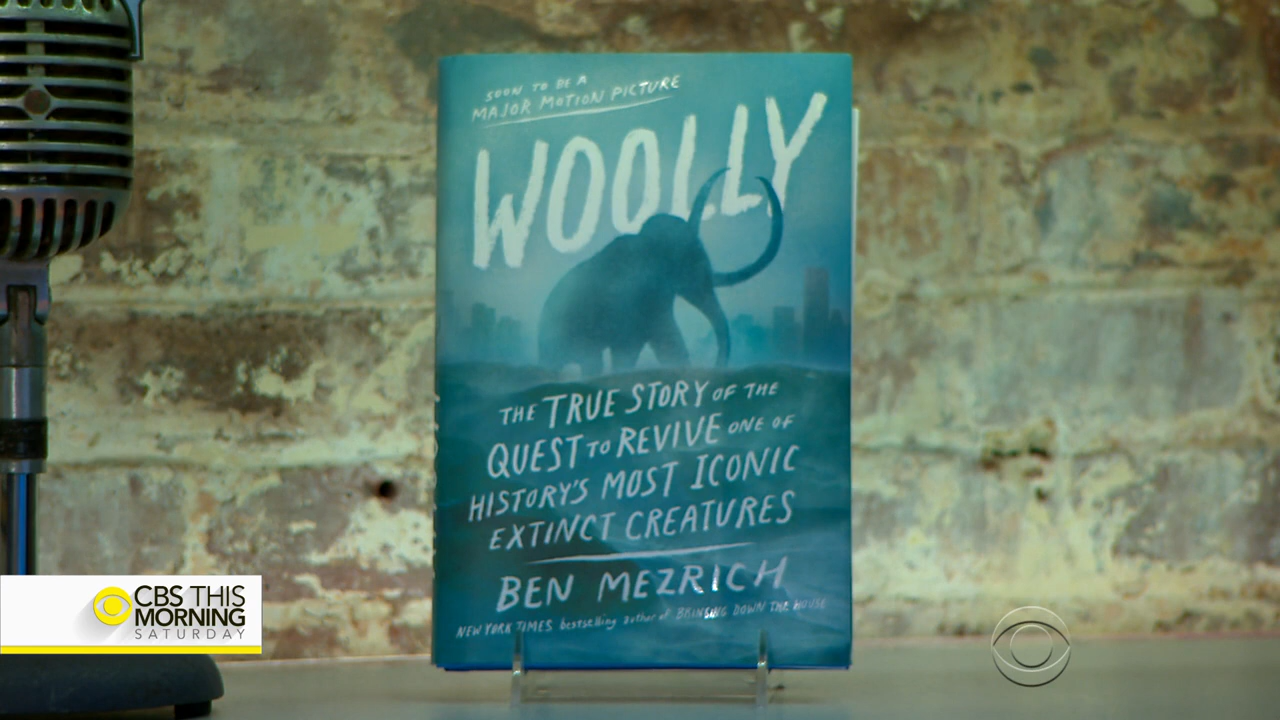 SOON TO BE A
MAJOR MOTION PICTURE
WOOLLY
THE TRUE STORY OF THE
QUEST TO REVIVE ONE OF
HISTORY'S MOST ICONIC
EXTINCT CREATURES
BEN MEZRICH
NEW YORK TIMES bestselling author of BRINGING DOWN THE HOUSE
CBS THIS
MORNING
SATURDAY